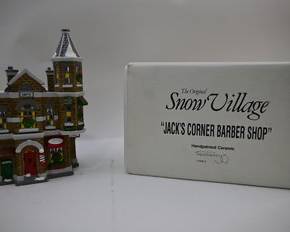 The Original
Snow Village
"JACK'S CORNER BARBER SHOP"
Handpainted Ceramic